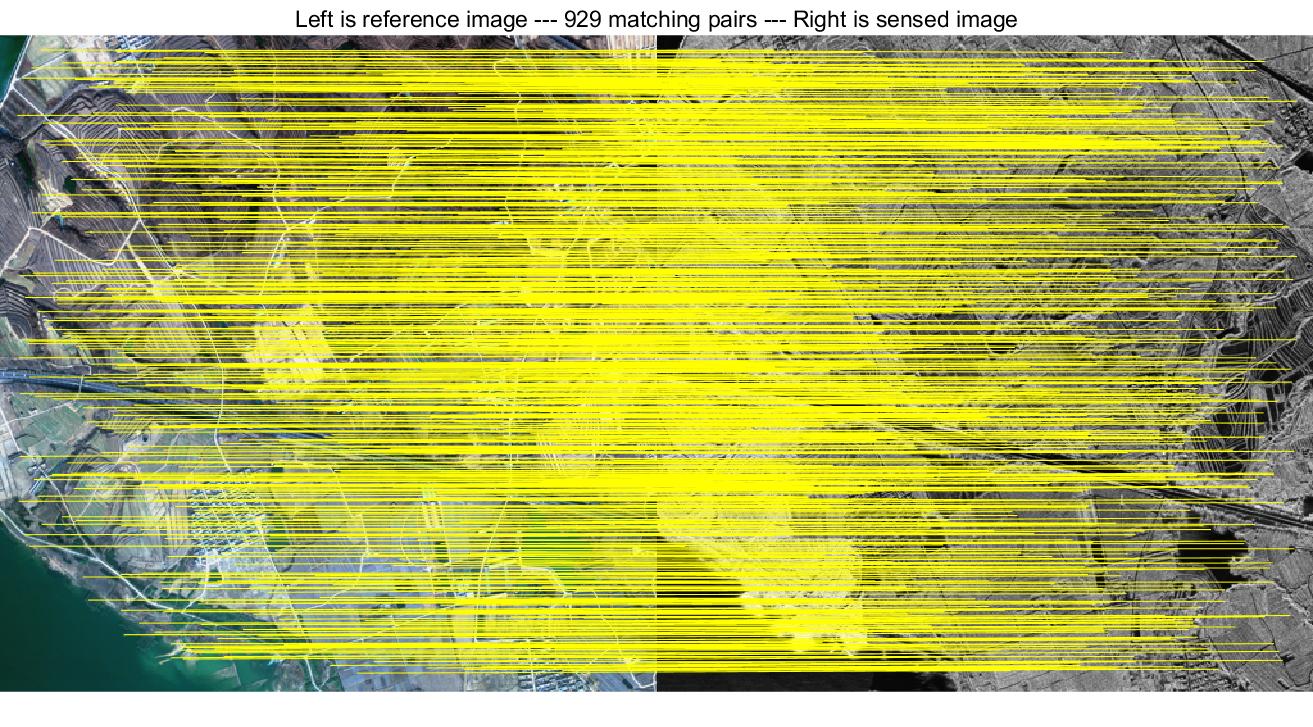 Left is reference image --- 929 matching pairs --- Right is sensed image